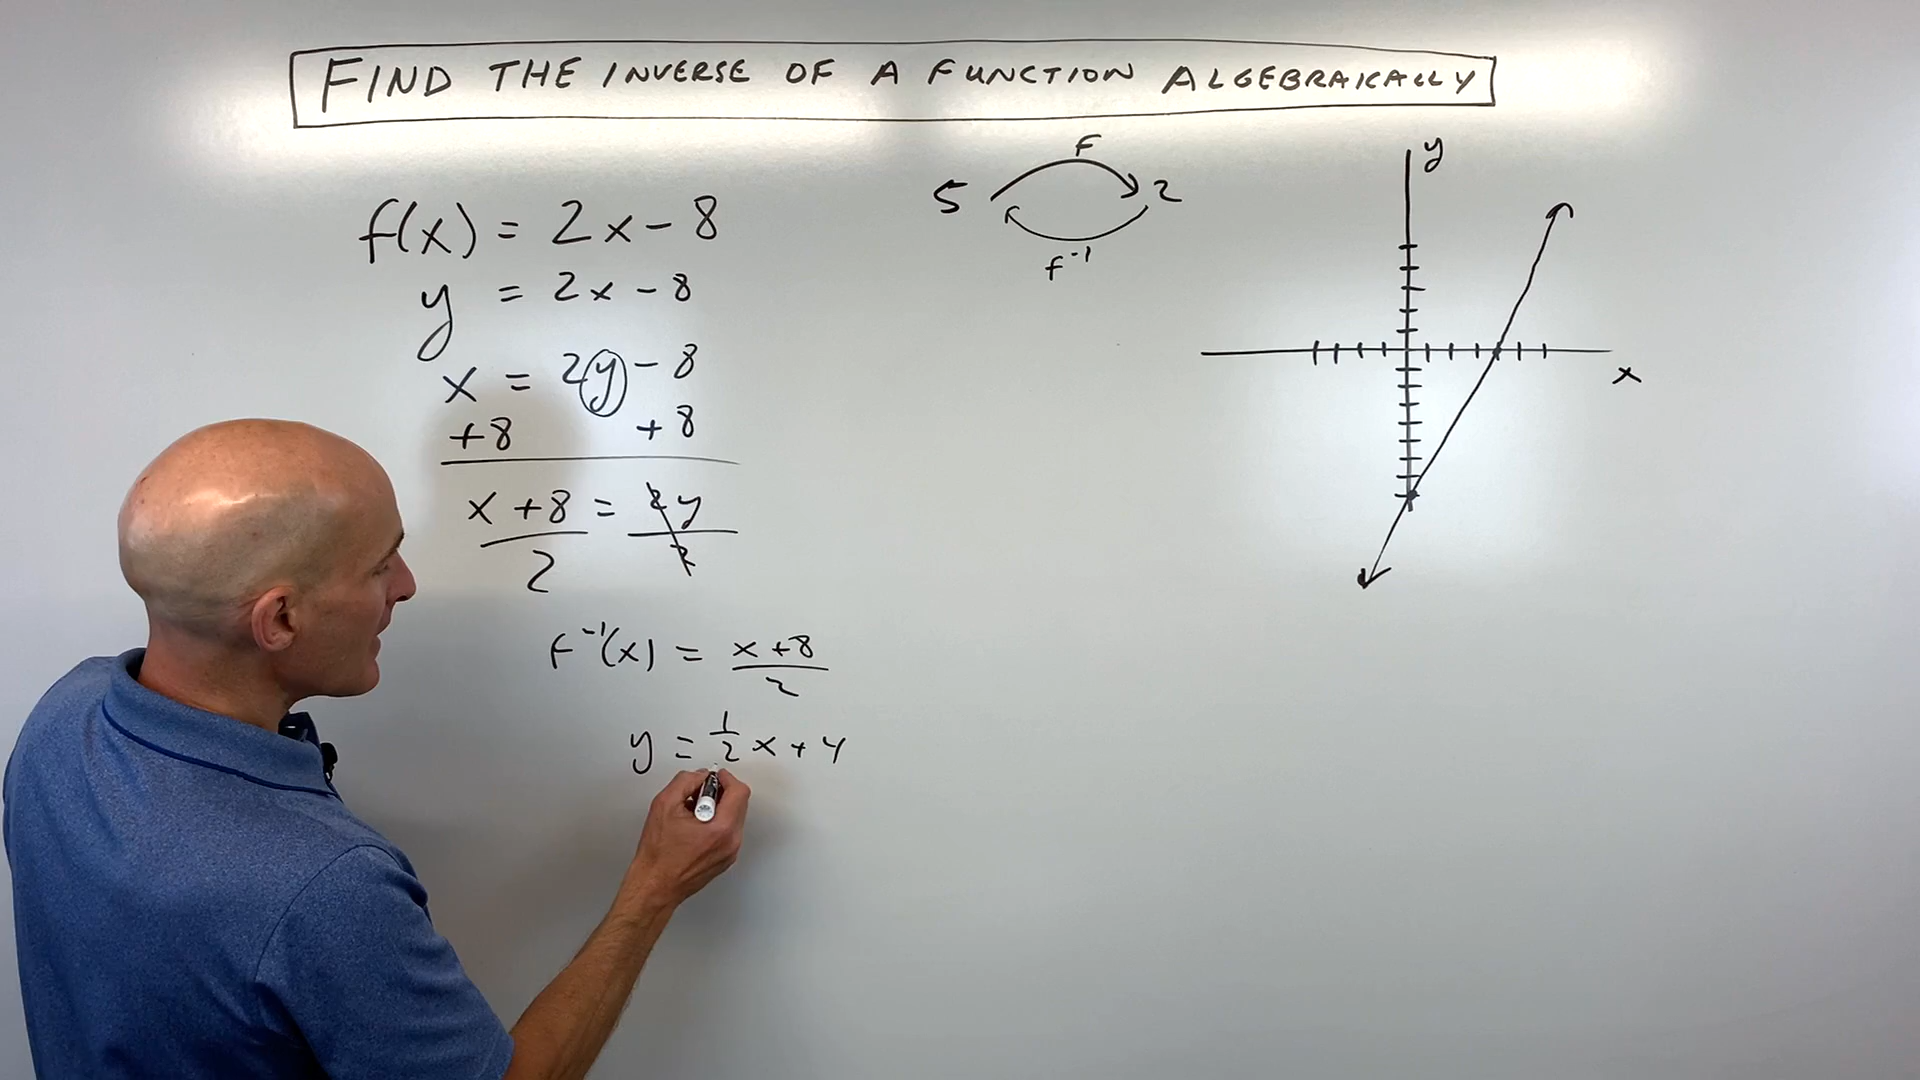 FIND THE INVERSE OF A FUNCTION ALGEBRAICALLY
f(x) = 2x - 8
y = 2x - 8
x = 2y - 8
+8 +8
x + 8 = 2y
2 2
f⁻¹(x) = x + 8
2
y = 1/2 x + 4
F
5 2
f⁻¹
y
x